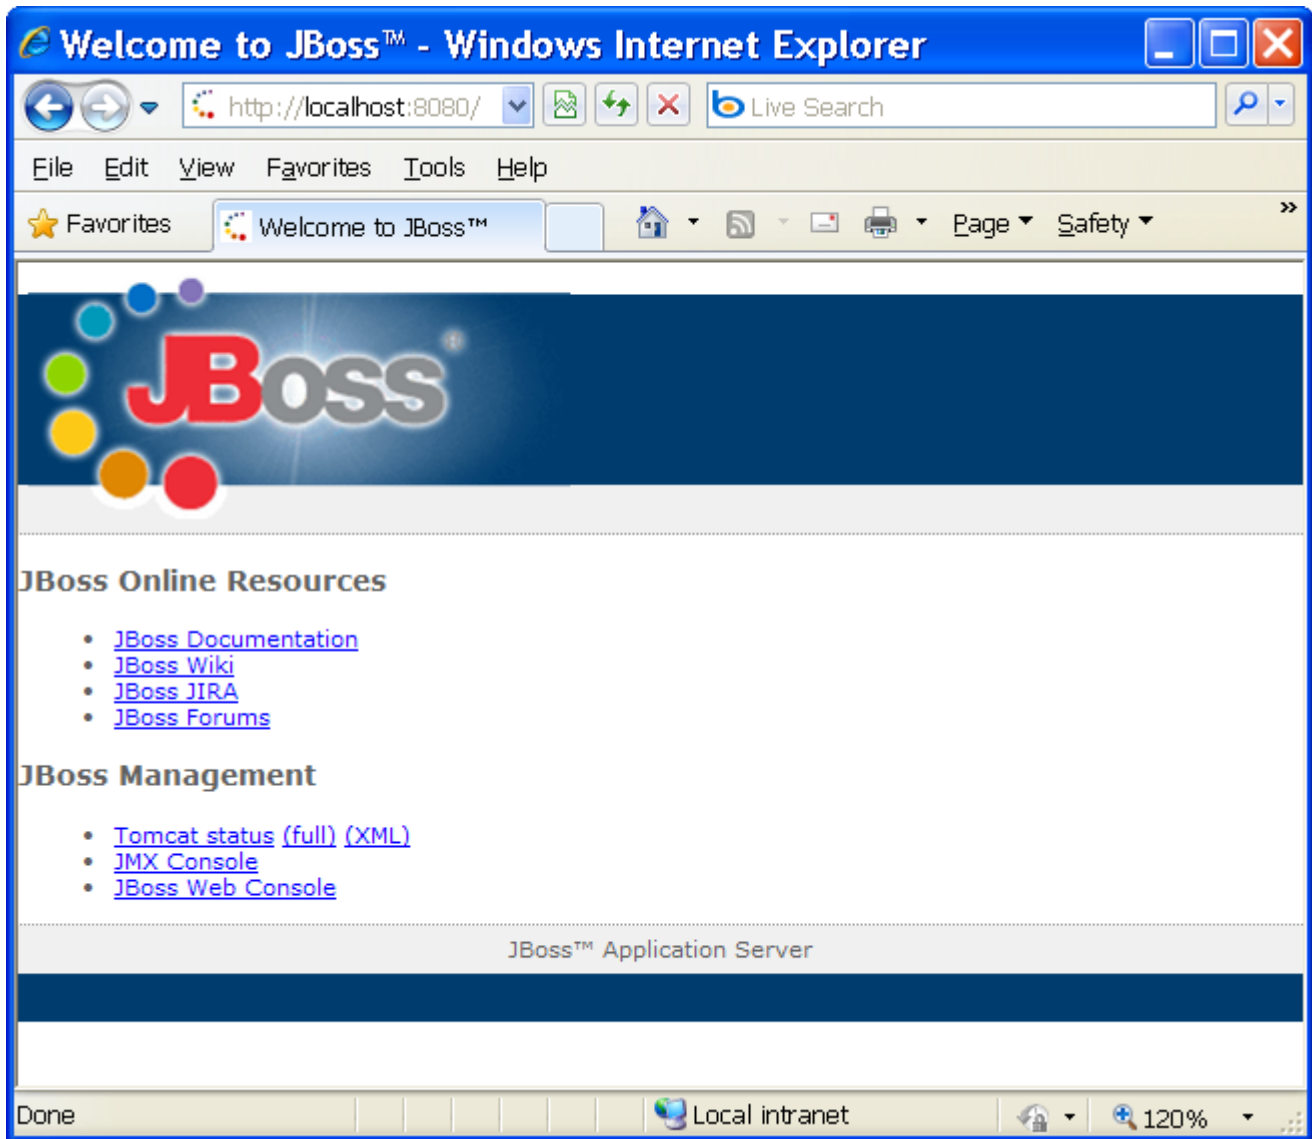 Welcome to JBoss™ - Windows Internet Explorer
http://localhost:8080/
Live Search
File Edit View Favorites Tools Help
Favorites Welcome to JBoss™ Page Safety »
JBoss®
JBoss Online Resources
• JBoss Documentation
• JBoss Wiki
• JBoss JIRA
• JBoss Forums
JBoss Management
• Tomcat status (full) (XML)
• JMX Console
• JBoss Web Console
JBoss™ Application Server
Done Local intranet 120%